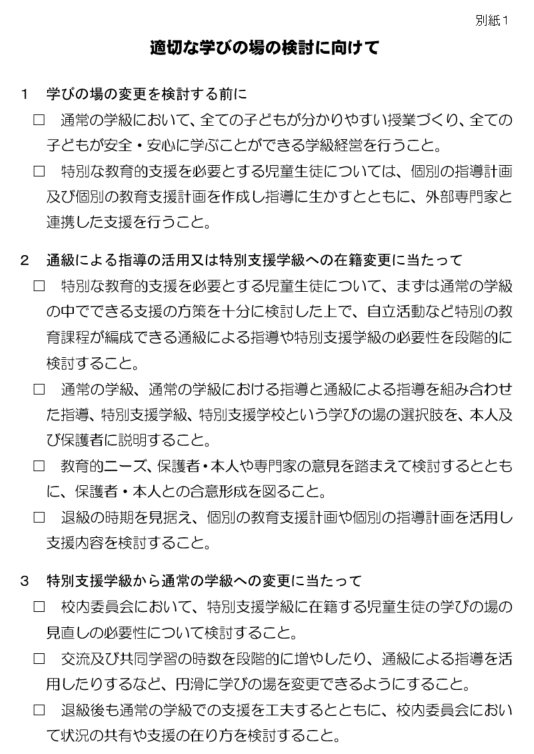 別紙1
適切な学びの場の検討に向けて
1 学びの場の変更を検討する前に
□ 通常の学級において、全ての子どもが分かりやすい授業づくり、全ての
子どもが安全・安心に学ぶことができる学級経営を行うこと。
□ 特別な教育的支援を必要とする児童生徒については、個別の指導計画
及び個別の教育支援計画を作成し指導に生かすとともに、外部専門家と
連携した支援を行うこと。
2 通級による指導の活用又は特別支援学級への在籍変更に当たって
□ 特別な教育的支援を必要とする児童生徒について、まずは通常の学級
の中でできる支援の方策を十分に検討した上で、自立活動など特別の教
育課程が編成できる通級による指導や特別支援学級の必要性を段階的に
検討すること。
□ 通常の学級、通常の学級における指導と通級による指導を組み合わせ
た指導、特別支援学級、特別支援学校という学びの場の選択肢を、本人及
び保護者に説明すること。
□ 教育的ニーズ、保護者・本人や専門家の意見を踏まえて検討するととも
に、保護者・本人との合意形成を図ること。
□ 退級の時期を見据え、個別の教育支援計画や個別の指導計画を活用し
支援内容を検討すること。
3 特別支援学級から通常の学級への変更に当たって
□ 校内委員会において、特別支援学級に在籍する児童生徒の学びの場の
見直しの必要性について検討すること。
□ 交流及び共同学習の時数を段階的に増やしたり、通級による指導を活
用したりするなど、円滑に学びの場を変更できるようにすること。
□ 退級後も通常の学級での支援を工夫するとともに、校内委員会におい
て状況の共有や支援の在り方を検討すること。